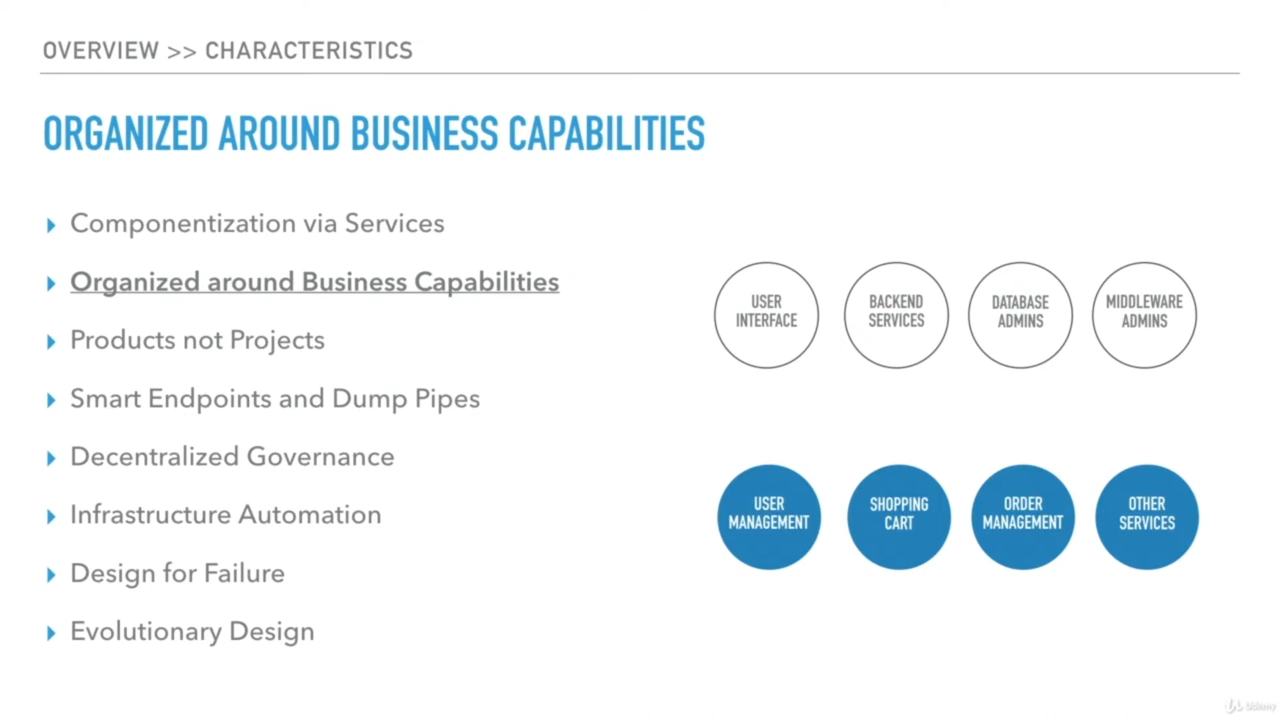 OVERVIEW >> CHARACTERISTICS
ORGANIZED AROUND BUSINESS CAPABILITIES
Componentization via Services
Organized around Business Capabilities
Products not Projects
Smart Endpoints and Dump Pipes
Decentralized Governance
Infrastructure Automation
Design for Failure
Evolutionary Design
USER
INTERFACE
BACKEND
SERVICES
DATABASE
ADMINS
MIDDLEWARE
ADMINS
USER
MANAGEMENT
SHOPPING
CART
ORDER
MANAGEMENT
OTHER
SERVICES
Udemy